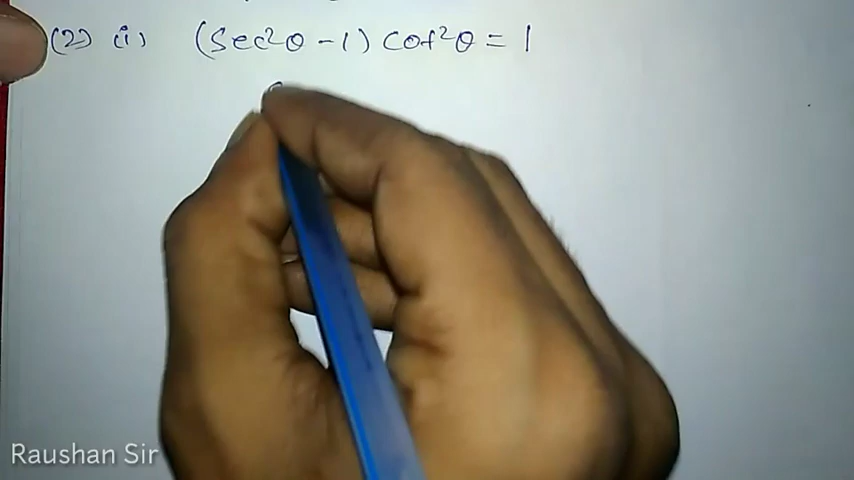 (2) (i) (Sec²θ - 1) Cot²θ = 1
Raushan Sir